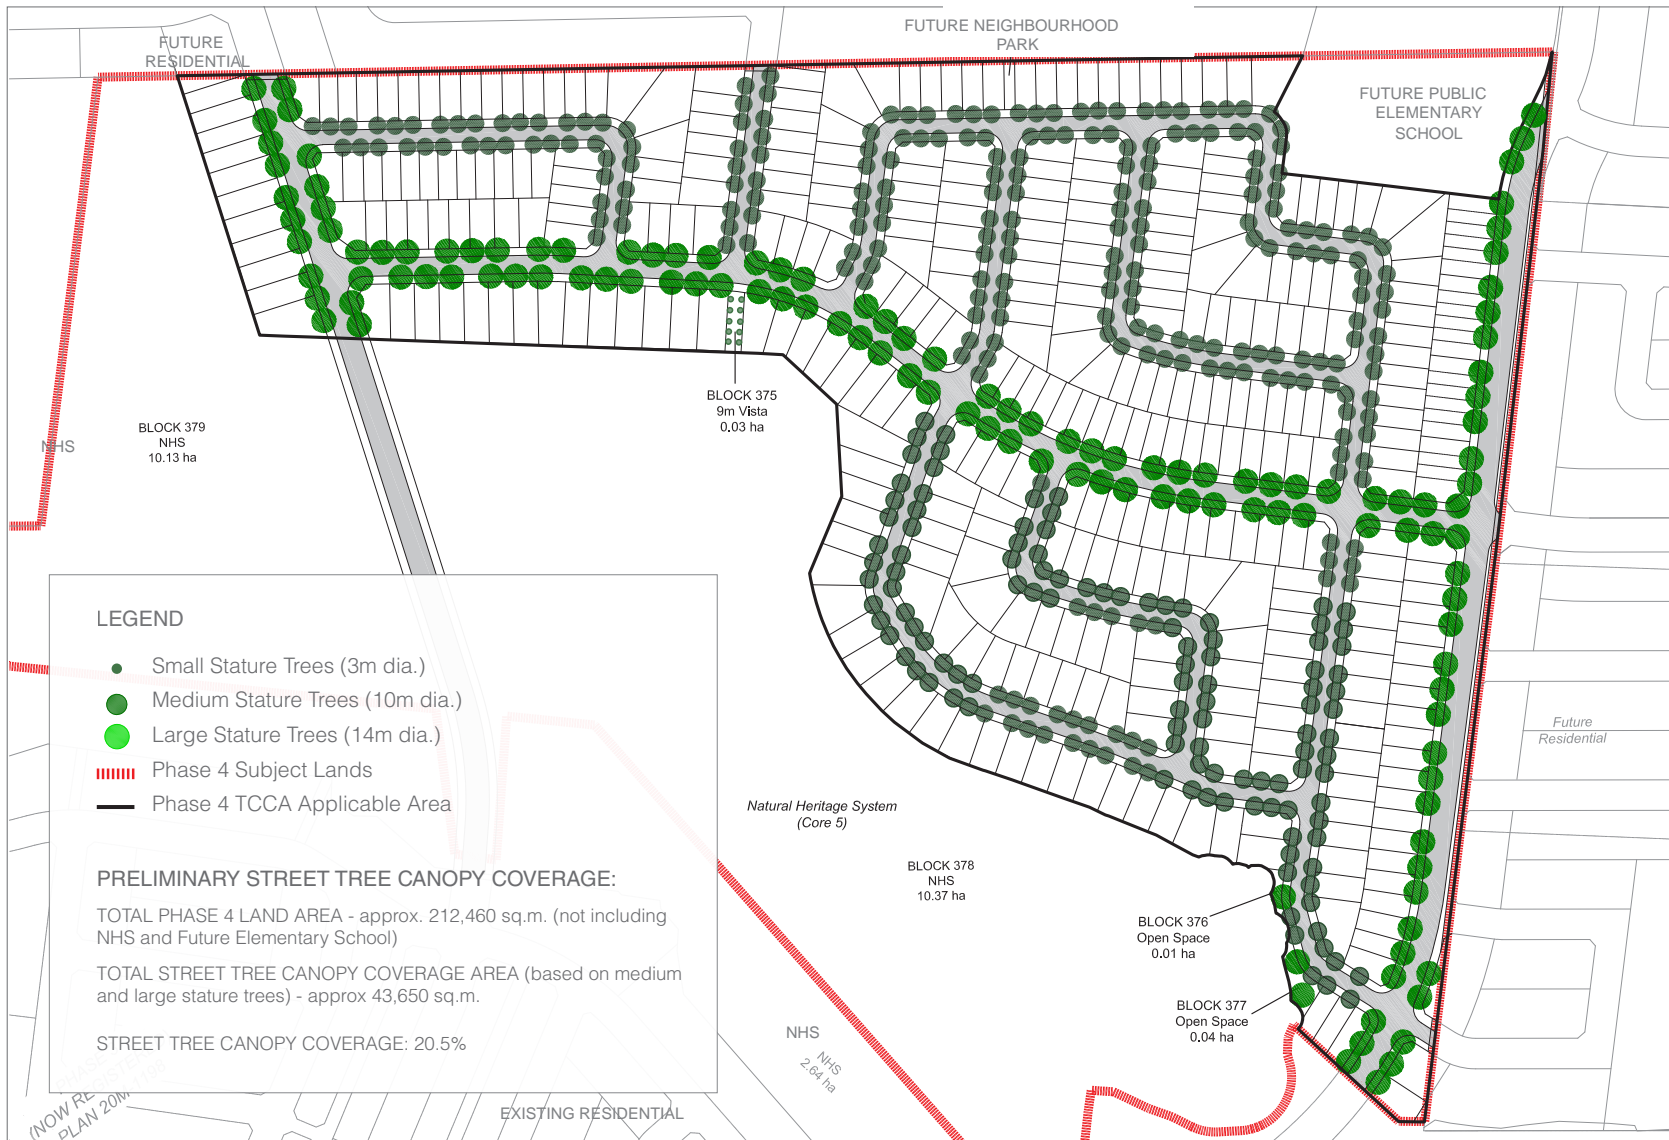 FUTURE
RESIDENTIAL
FUTURE NEIGHBOURHOOD
PARK
FUTURE PUBLIC
ELEMENTARY
SCHOOL
BLOCK 375
9m Vista
0.03 ha
BLOCK 379
NHS
10.13 ha
NHS
LEGEND
Small Stature Trees (3m dia.)
Medium Stature Trees (10m dia.)
Large Stature Trees (14m dia.)
Phase 4 Subject Lands
Phase 4 TCCA Applicable Area
PRELIMINARY STREET TREE CANOPY COVERAGE:
TOTAL PHASE 4 LAND AREA - approx. 212,460 sq.m. (not including
NHS and Future Elementary School)
TOTAL STREET TREE CANOPY COVERAGE AREA (based on medium
and large stature trees) - approx 43,650 sq.m.
STREET TREE CANOPY COVERAGE: 20.5%
Future
Residential
Natural Heritage System
(Core 5)
BLOCK 378
NHS
10.37 ha
BLOCK 376
Open Space
0.01 ha
BLOCK 377
Open Space
0.04 ha
NHS
NHS
2.64 ha
EXISTING RESIDENTIAL
(NOW
PLAN